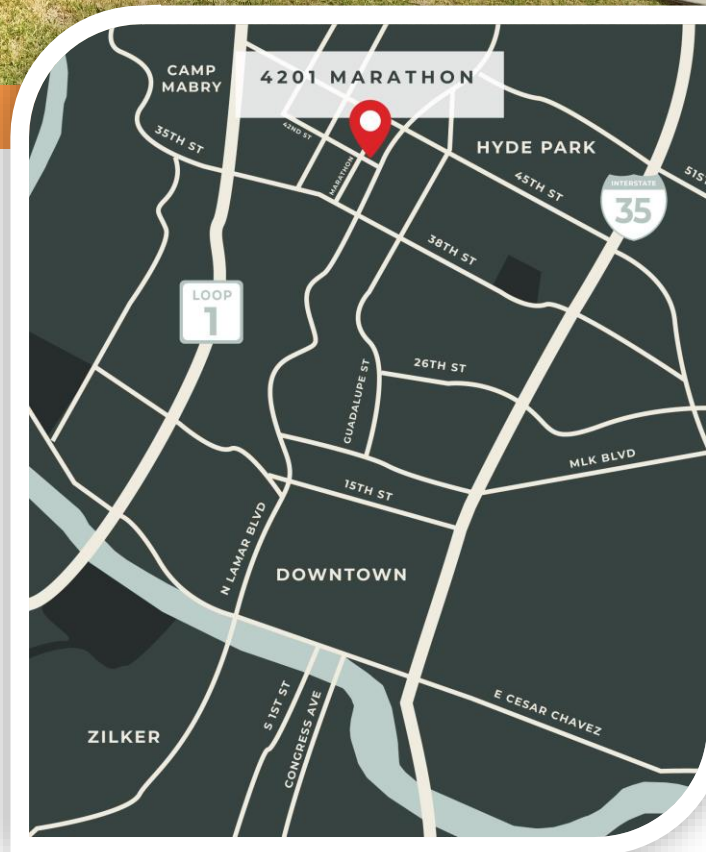 CAMP
MABRY
4201 MARATHON
35TH ST
42ND ST
MARATHON
HYDE PARK
45TH ST
51S
INTERSTATE
35
38TH ST
LOOP
1
GUADALUPE ST
26TH ST
MLK BLVD
15TH ST
N LAMAR BLVD
DOWNTOWN
S 1ST ST
CONGRESS AVE
E CESAR CHAVEZ
ZILKER